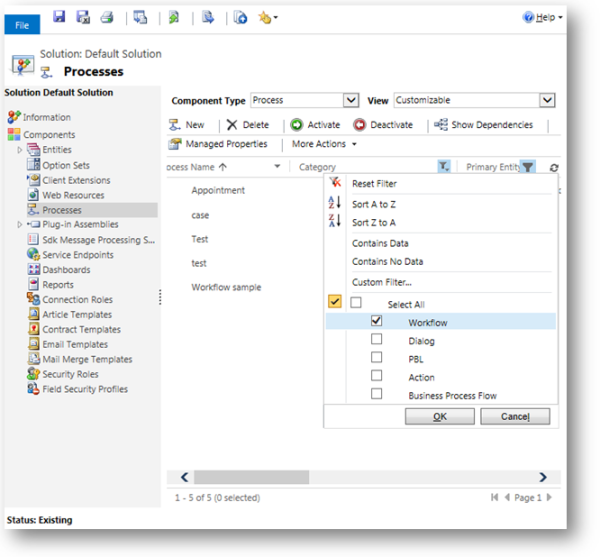 File
Help
Solution: Default Solution
Processes
Solution Default Solution
Information
Components
Entities
Option Sets
Client Extensions
Web Resources
Processes
Plug-in Assemblies
Sdk Message Processing S...
Service Endpoints
Dashboards
Reports
Connection Roles
Article Templates
Contract Templates
Email Templates
Mail Merge Templates
Security Roles
Field Security Profiles
Component Type Process View Customizable
New Delete Activate Deactivate Show Dependencies
Managed Properties More Actions
ocess Name Category Primary Entity
Appointment
case
Test
test
Workflow sample
Reset Filter
Sort A to Z
Sort Z to A
Contains Data
Contains No Data
Custom Filter...
Select All
Workflow
Dialog
PBL
Action
Business Process Flow
OK Cancel
1 - 5 of 5 (0 selected) Page 1
Status: Existing